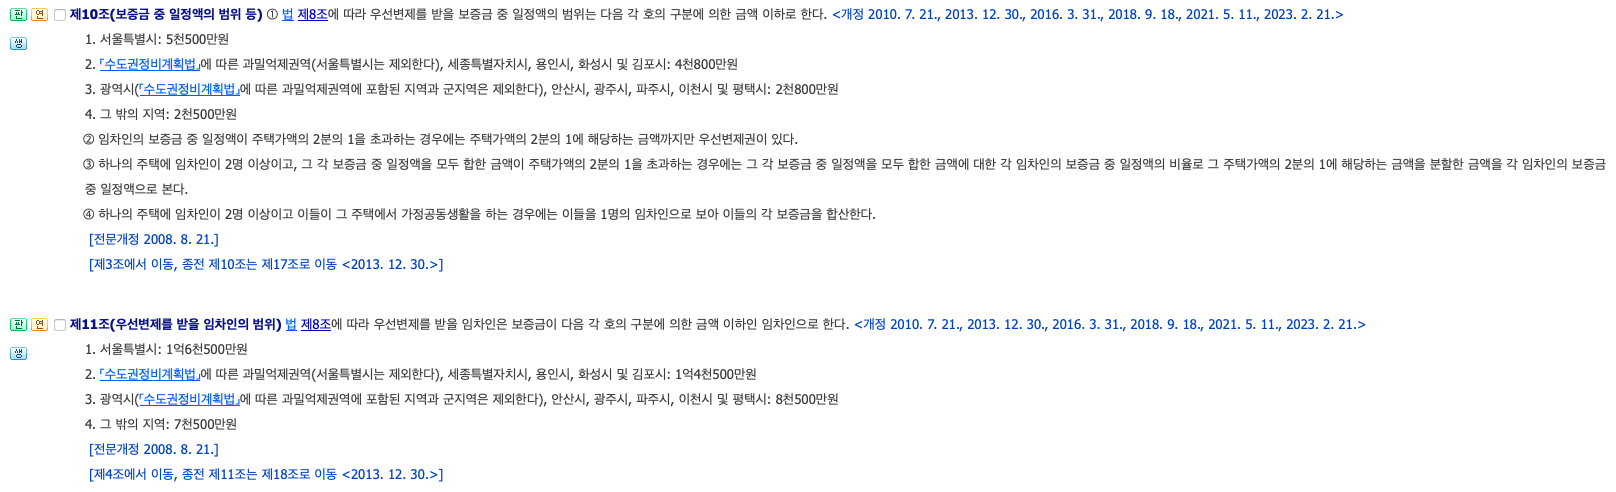 판 연 제10조(보증금 중 일정액의 범위 등) ① 법 제8조에 따라 우선변제를 받을 보증금 중 일정액의 범위는 다음 각 호의 구분에 의한 금액 이하로 한다. <개정 2010. 7. 21., 2013. 12. 30., 2016. 3. 31., 2018. 9. 18., 2021. 5. 11., 2023. 2. 21.>
생 1. 서울특별시: 5천500만원
2. 「수도권정비계획법」에 따른 과밀억제권역(서울특별시는 제외한다), 세종특별자치시, 용인시, 화성시 및 김포시: 4천800만원
3. 광역시(「수도권정비계획법」에 따른 과밀억제권역에 포함된 지역과 군지역은 제외한다), 안산시, 광주시, 파주시, 이천시 및 평택시: 2천800만원
4. 그 밖의 지역: 2천500만원
② 임차인의 보증금 중 일정액이 주택가액의 2분의 1을 초과하는 경우에는 주택가액의 2분의 1에 해당하는 금액까지만 우선변제권이 있다.
③ 하나의 주택에 임차인이 2명 이상이고, 그 각 보증금 중 일정액을 모두 합한 금액이 주택가액의 2분의 1을 초과하는 경우에는 그 각 보증금 중 일정액을 모두 합한 금액에 대한 각 임차인의 보증금 중 일정액의 비율로 그 주택가액의 2분의 1에 해당하는 금액을 분할한 금액을 각 임차인의 보증금
중 일정액으로 본다.
④ 하나의 주택에 임차인이 2명 이상이고 이들이 그 주택에서 가정공동생활을 하는 경우에는 이들을 1명의 임차인으로 보아 이들의 각 보증금을 합산한다.
[전문개정 2008. 8. 21.]
[제3조에서 이동, 종전 제10조는 제17조로 이동 <2013. 12. 30.>]
판 연 제11조(우선변제를 받을 임차인의 범위) 법 제8조에 따라 우선변제를 받을 임차인은 보증금이 다음 각 호의 구분에 의한 금액 이하인 임차인으로 한다. <개정 2010. 7. 21., 2013. 12. 30., 2016. 3. 31., 2018. 9. 18., 2021. 5. 11., 2023. 2. 21.>
생 1. 서울특별시: 1억6천500만원
2. 「수도권정비계획법」에 따른 과밀억제권역(서울특별시는 제외한다), 세종특별자치시, 용인시, 화성시 및 김포시: 1억4천500만원
3. 광역시(「수도권정비계획법」에 따른 과밀억제권역에 포함된 지역과 군지역은 제외한다), 안산시, 광주시, 파주시, 이천시 및 평택시: 8천500만원
4. 그 밖의 지역: 7천500만원
[전문개정 2008. 8. 21.]
[제4조에서 이동, 종전 제11조는 제18조로 이동 <2013. 12. 30.>]